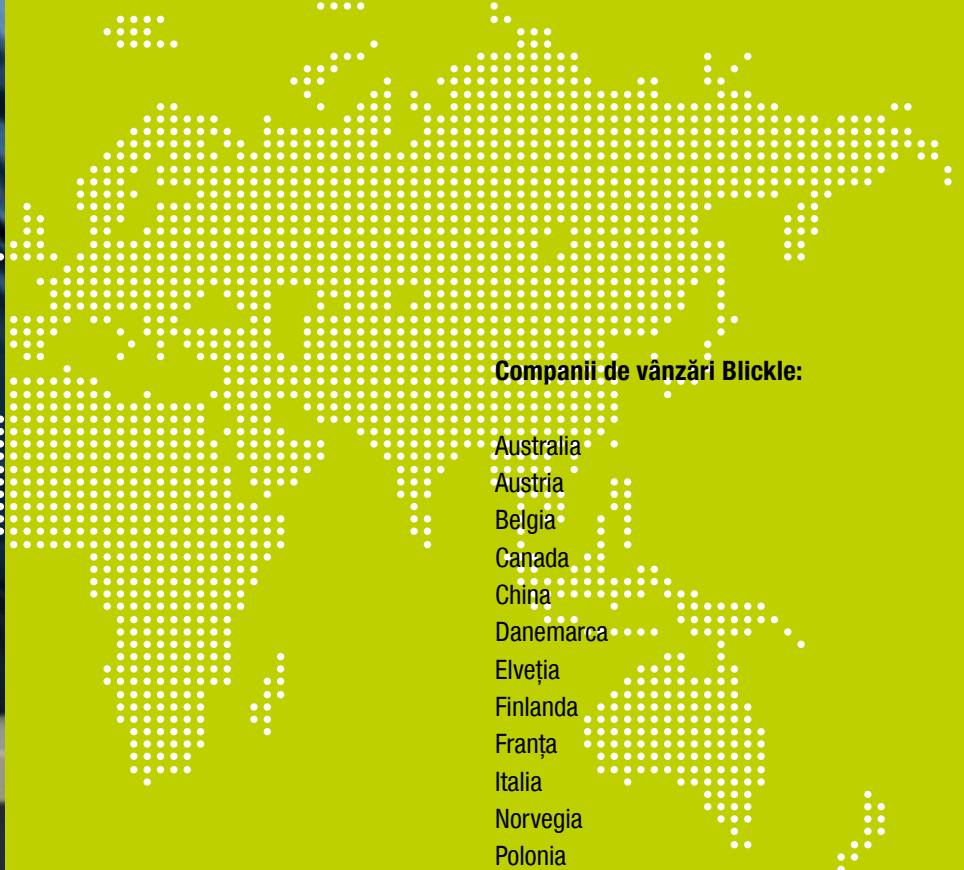 Companii de vânzări Blickle:
Australia
Austria
Belgia
Canada
China
Danemarca
Elveția
Finlanda
Franța
Italia
Norvegia
Polonia